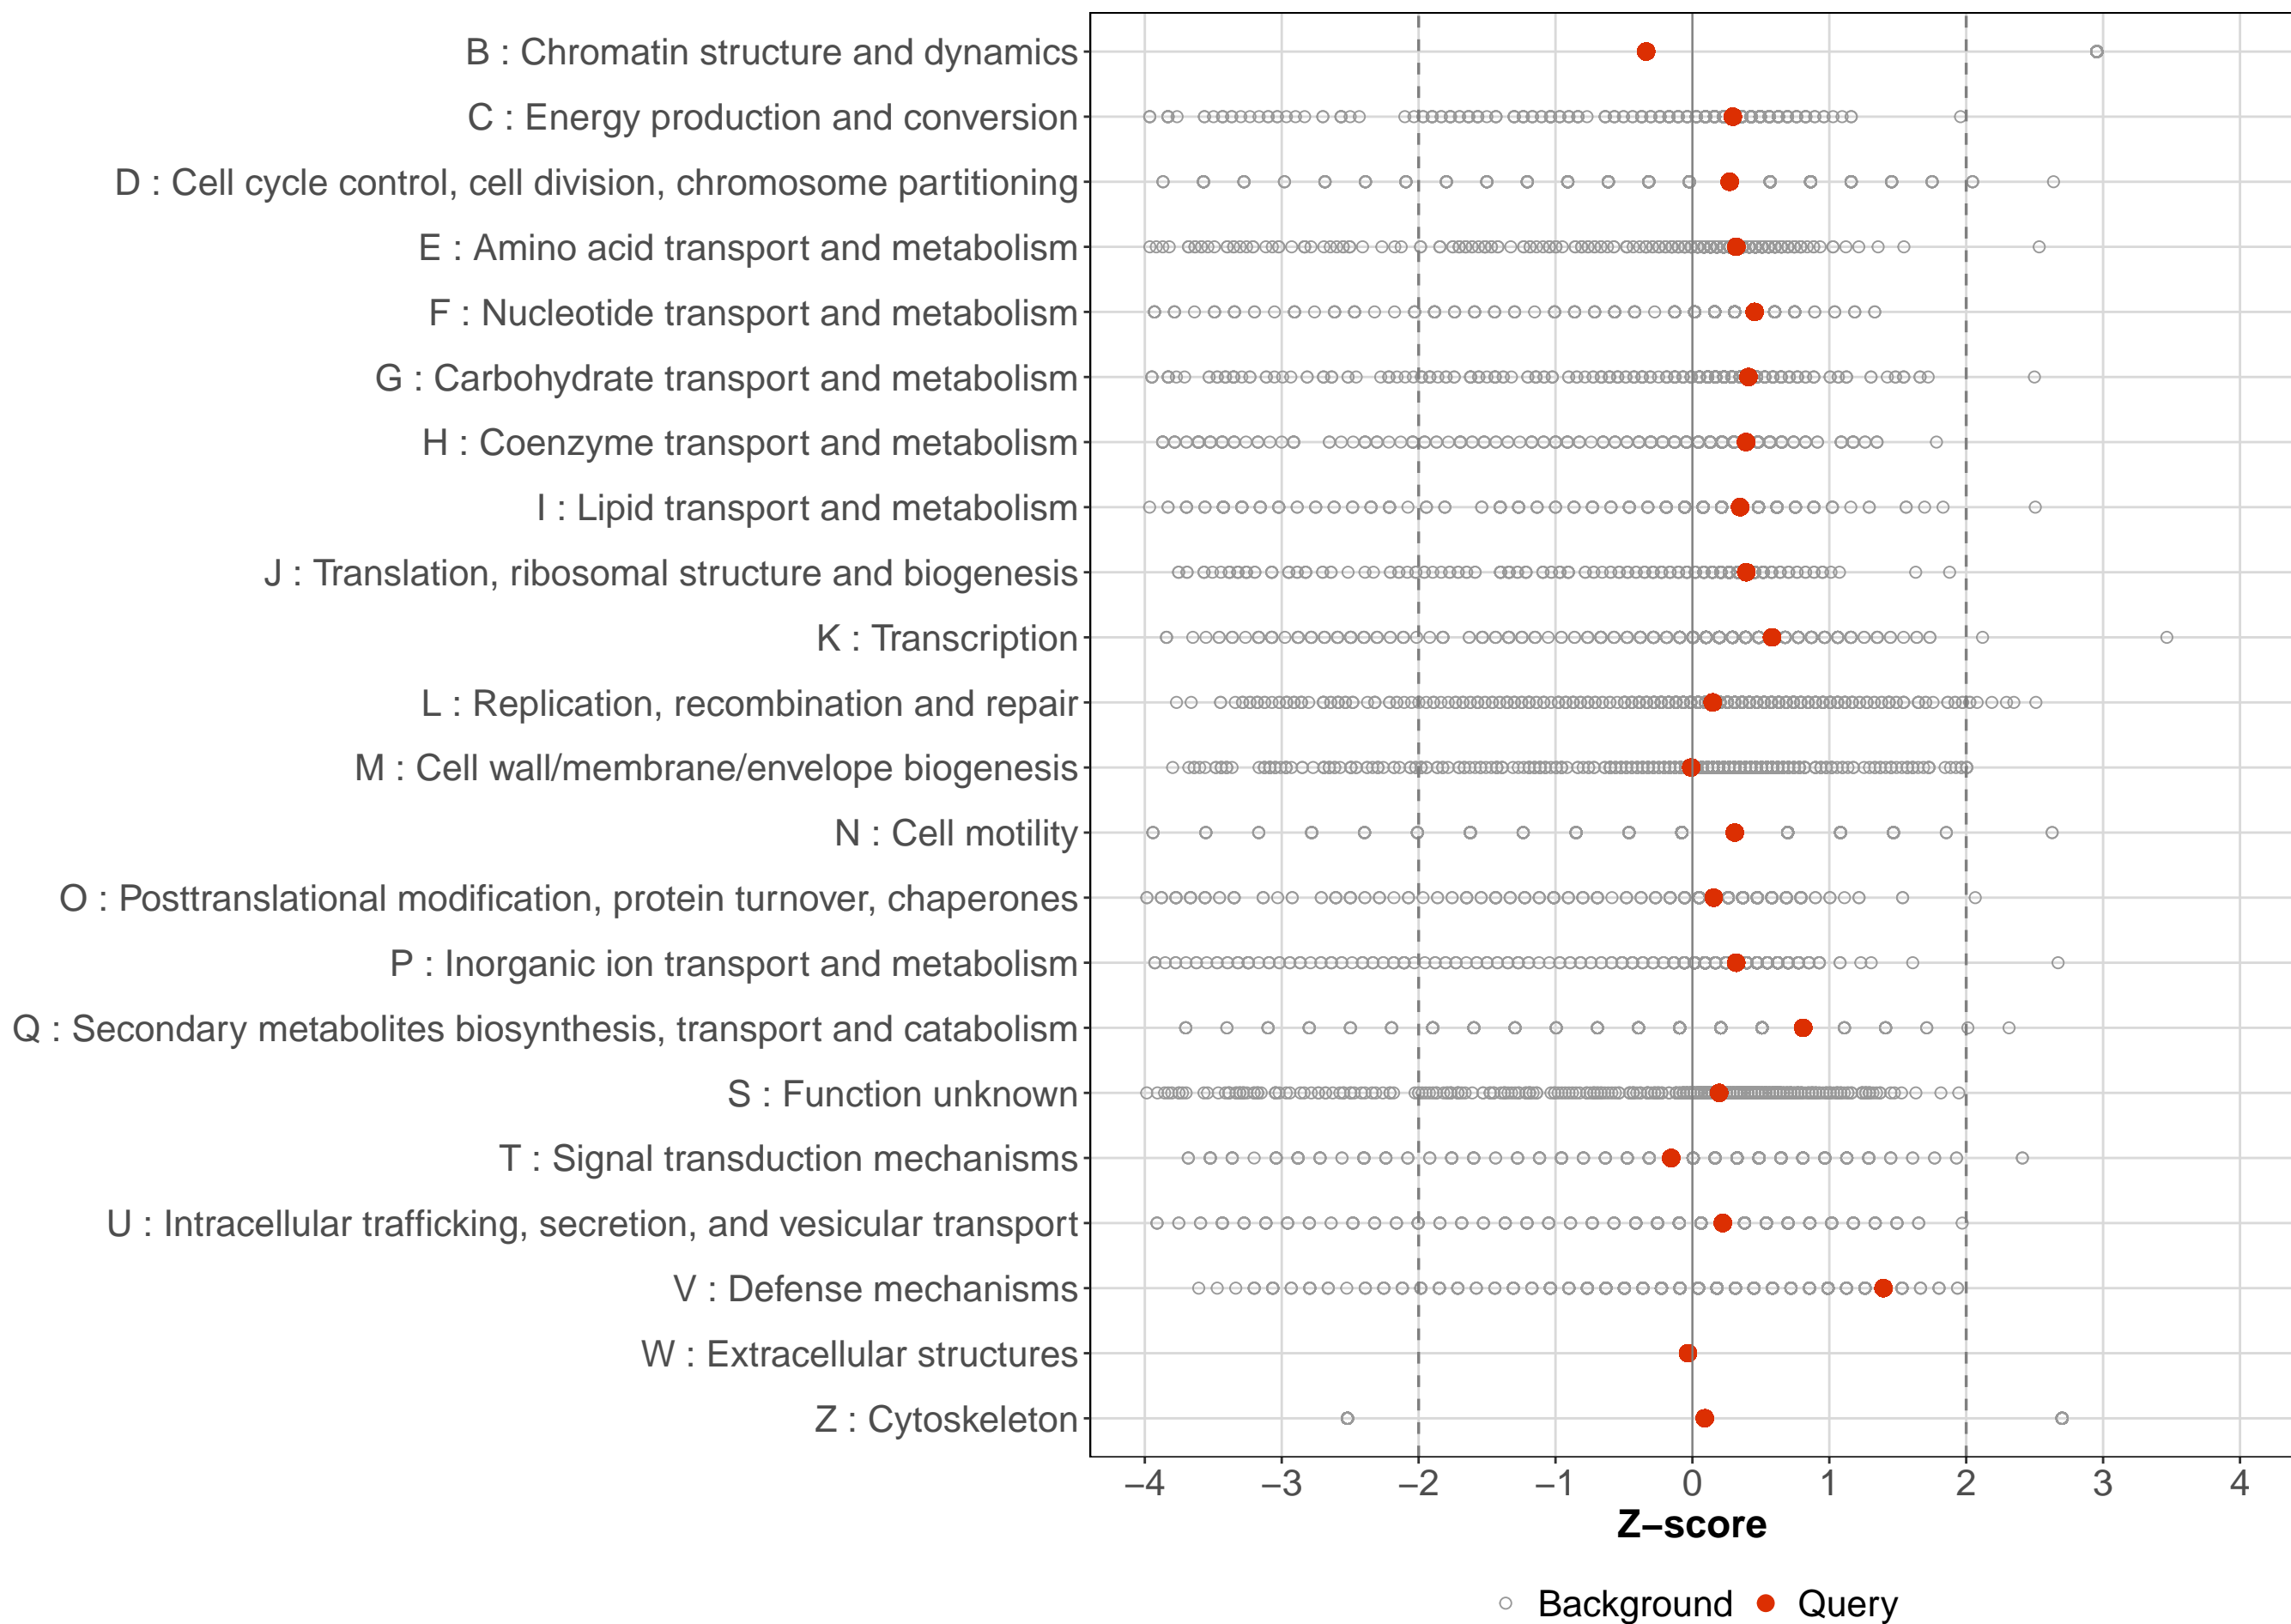 B : Chromatin structure and dynamics
C : Energy production and conversion
D : Cell cycle control, cell division, chromosome partitioning
E : Amino acid transport and metabolism
F : Nucleotide transport and metabolism
G : Carbohydrate transport and metabolism
H : Coenzyme transport and metabolism
I : Lipid transport and metabolism
J : Translation, ribosomal structure and biogenesis
K : Transcription
L : Replication, recombination and repair
M : Cell wall/membrane/envelope biogenesis
N : Cell motility
O : Posttranslational modification, protein turnover, chaperones
P : Inorganic ion transport and metabolism
Q : Secondary metabolites biosynthesis, transport and catabolism
S : Function unknown
T : Signal transduction mechanisms
U : Intracellular trafficking, secretion, and vesicular transport
V : Defense mechanisms
W : Extracellular structures
Z : Cytoskeleton
−4 −3 −2 −1 0 1 2 3 4
Z−score
Background Query